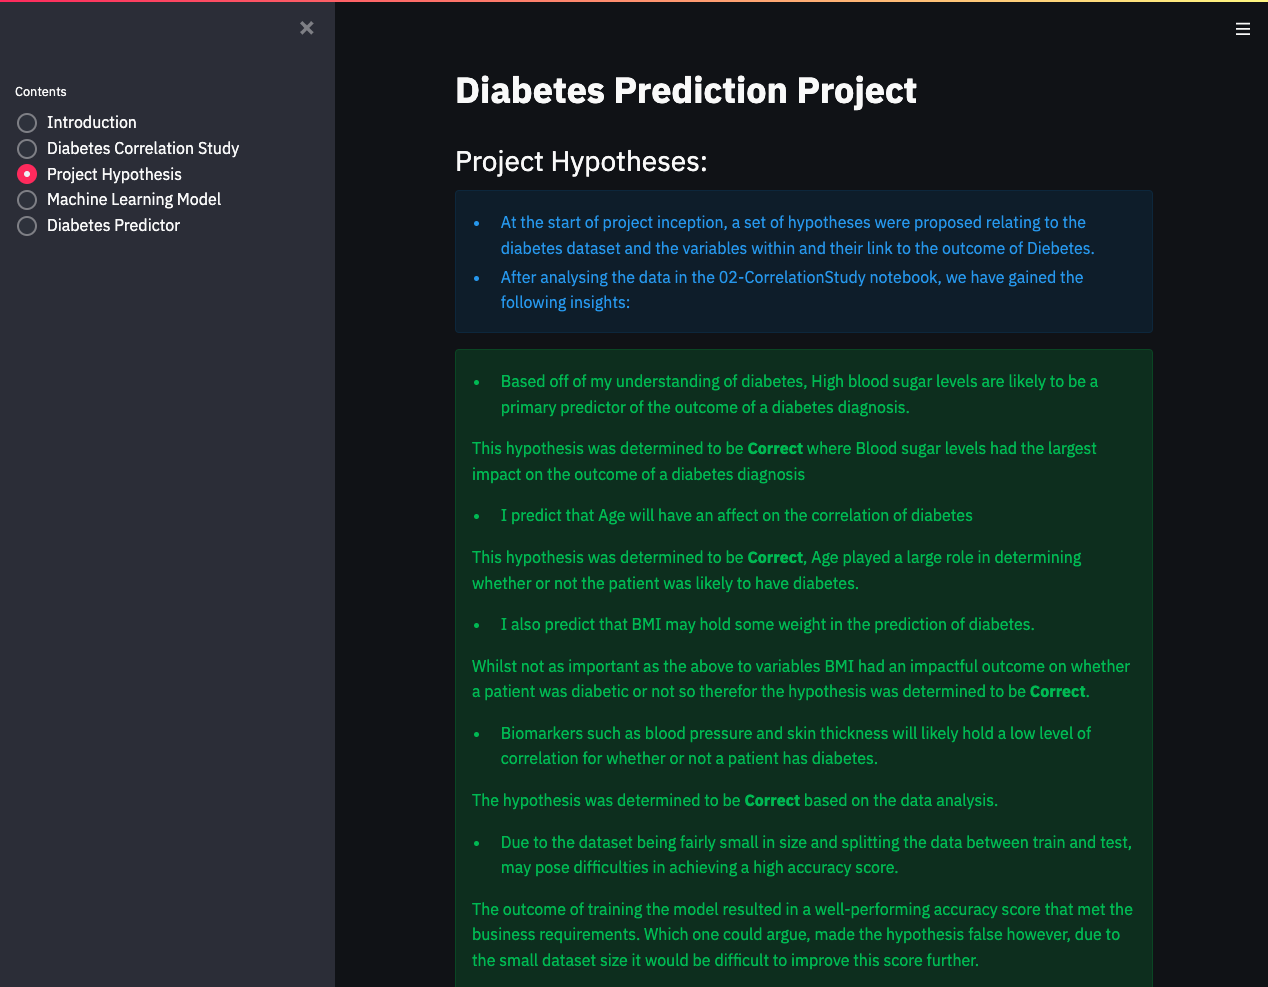 Contents
Introduction
Diabetes Correlation Study
Project Hypothesis
Machine Learning Model
Diabetes Predictor
Diabetes Prediction Project
Project Hypotheses:
At the start of project inception, a set of hypotheses were proposed relating to the
diabetes dataset and the variables within and their link to the outcome of Diebetes.
After analysing the data in the 02-CorrelationStudy notebook, we have gained the
following insights:
Based off of my understanding of diabetes, High blood sugar levels are likely to be a
primary predictor of the outcome of a diabetes diagnosis.
This hypothesis was determined to be Correct where Blood sugar levels had the largest
impact on the outcome of a diabetes diagnosis
I predict that Age will have an affect on the correlation of diabetes
This hypothesis was determined to be Correct, Age played a large role in determining
whether or not the patient was likely to have diabetes.
I also predict that BMI may hold some weight in the prediction of diabetes.
Whilst not as important as the above to variables BMI had an impactful outcome on whether
a patient was diabetic or not so therefor the hypothesis was determined to be Correct.
Biomarkers such as blood pressure and skin thickness will likely hold a low level of
correlation for whether or not a patient has diabetes.
The hypothesis was determined to be Correct based on the data analysis.
Due to the dataset being fairly small in size and splitting the data between train and test,
may pose difficulties in achieving a high accuracy score.
The outcome of training the model resulted in a well-performing accuracy score that met the
business requirements. Which one could argue, made the hypothesis false however, due to
the small dataset size it would be difficult to improve this score further.